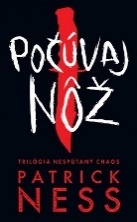 POČÚVAJ
NÔŽ
TRILÓGIA NESPÚTANÝ CHAOS
PATRICK
NESS